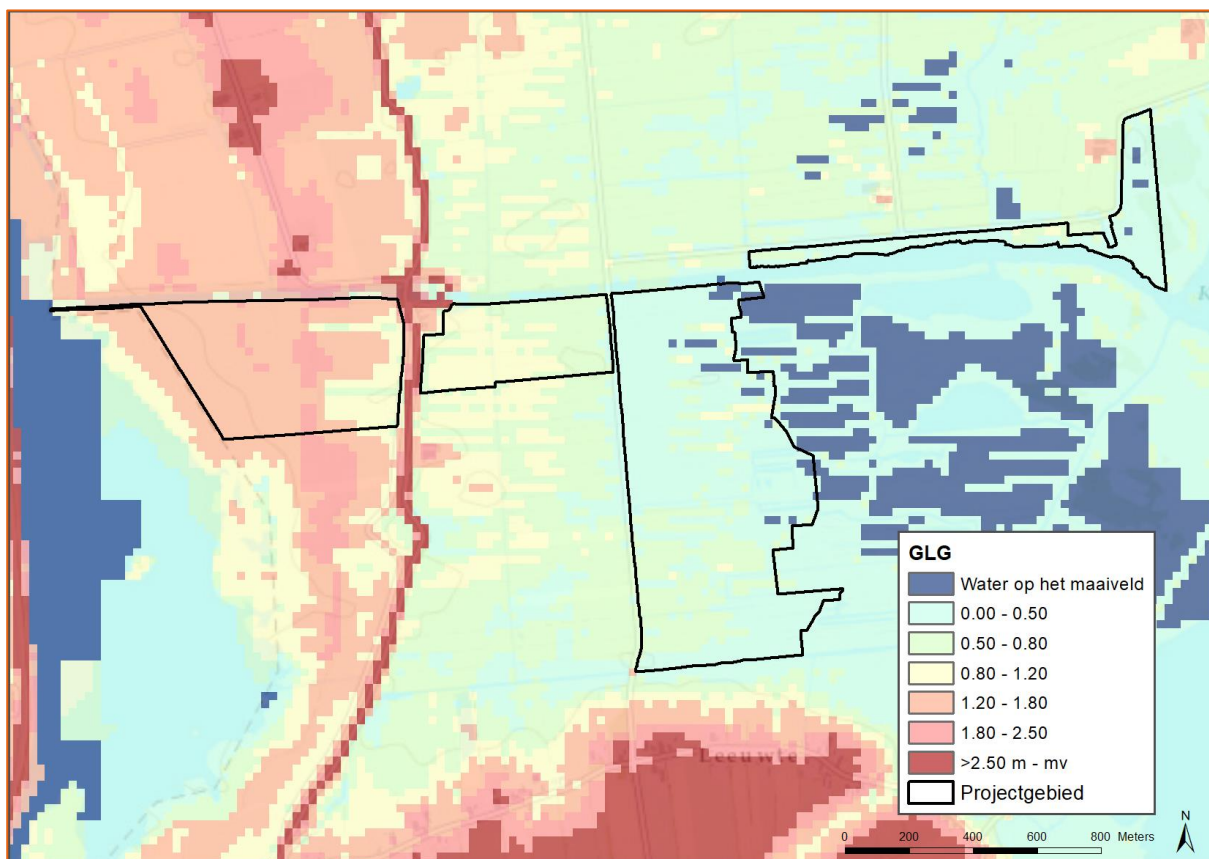 GLG
Water op het maaiveld
0.00 - 0.50
0.50 - 0.80
0.80 - 1.20
1.20 - 1.80
1.80 - 2.50
>2.50 m - mv
Projectgebied
N
0 200 400 600 800 Meters
K